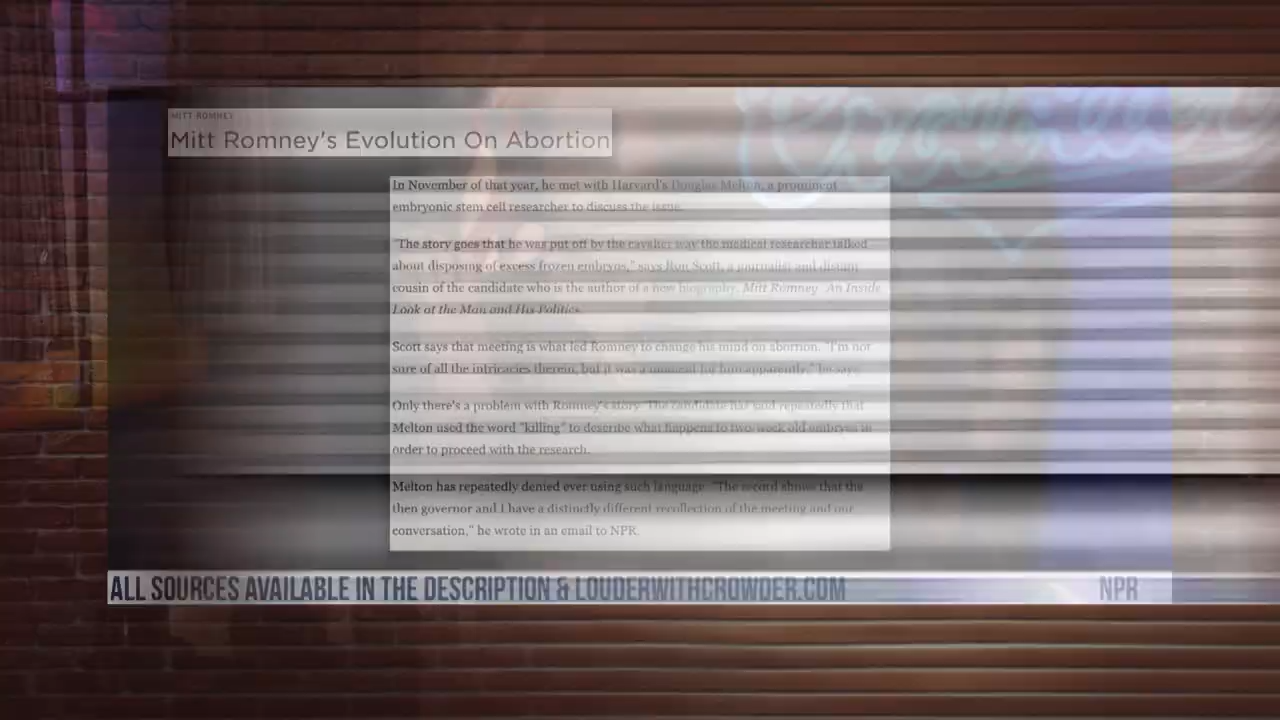 MITT ROMNEY
Mitt Romney's Evolution On Abortion
In November of that year, he met with Harvard's Douglas Melton, a prominent
embryonic stem cell researcher to discuss the issue.
"The story goes that he was put off by the cavalier way the medical researcher talked
about disposing of excess frozen embryos," says Ron Scott, a journalist and distant
cousin of the candidate who is the author of a new biography, Mitt Romney: An Inside
Look at the Man and His Politics.
Scott says that meeting is what led Romney to change his mind on abortion. "I'm not
sure of all the intricacies therein, but it was a moment for him apparently," he says.
Only there's a problem with Romney's story. The candidate has said repeatedly that
Melton used the word "killing" to describe what happens to two-week old embryos in
order to proceed with the research.
Melton has repeatedly denied ever using such language. "The record shows that the
then governor and I have a distinctly different recollection of the meeting and our
conversation," he wrote in an email to NPR.
ALL SOURCES AVAILABLE IN THE DESCRIPTION & LOUDERWITHCROWDER.COM
NPR